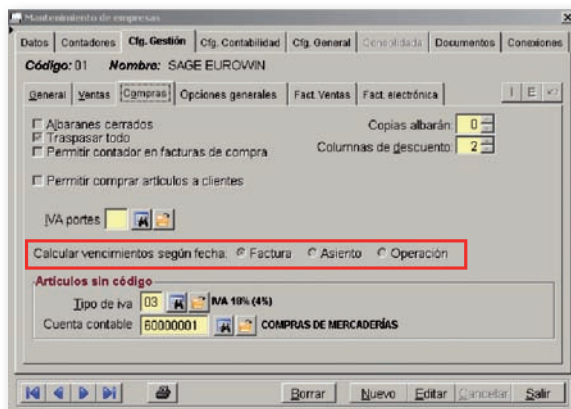 Mantenimiento de empresas
Datos Contadores Cfg. Gestión Cfg. Contabilidad Cfg. General Consolidada Documentos Conexiones
Código: 01 Nombre: SAGE EUROWIN
General Ventas Compras Opciones generales Fact. Ventas Fact. electrónica I E
Albaranes cerrados
Copias albarán: 0
Traspasar todo
Permitir contador en facturas de compra
Columnas de descuento: 2
Permitir comprar artículos a clientes
IVA portes
Calcular vencimientos según fecha: Factura Asiento Operación
Artículos sin código
Tipo de iva 03 IVA 18% (4%)
Cuenta contable 60000001 COMPRAS DE MERCADERÍAS
Borrar Nuevo Editar Cancelar Salir